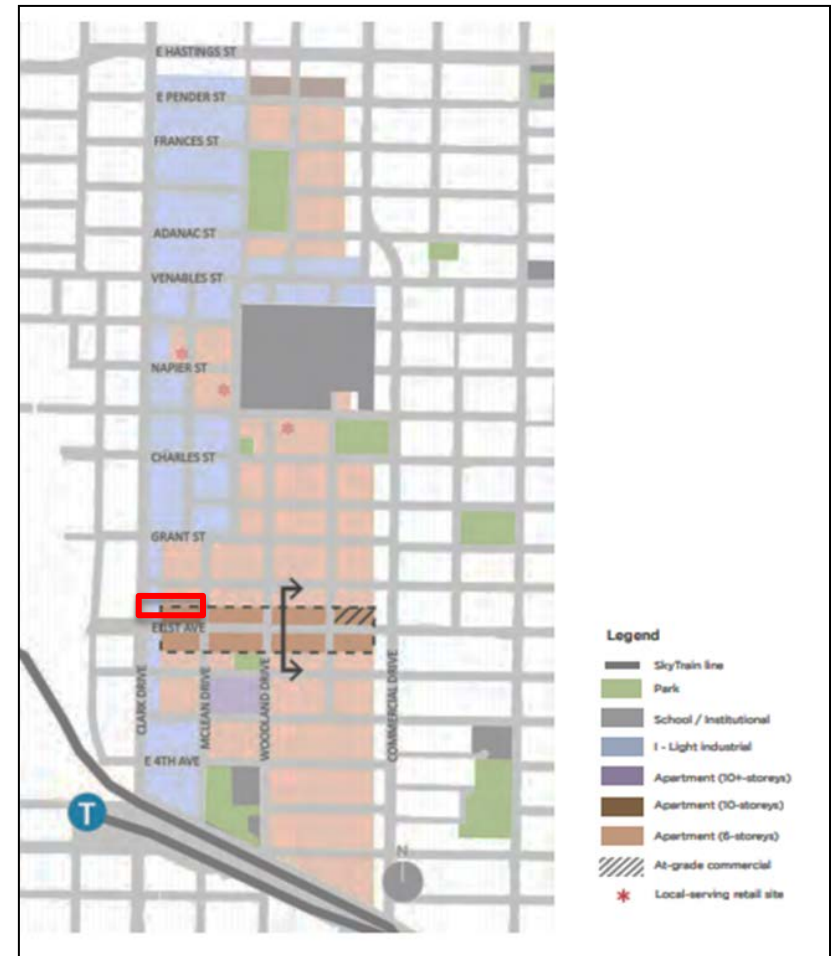 E HASTINGS ST
E PENDER ST
FRANCES ST
ADANAC ST
VENABLES ST
NAPIER ST
CHARLES ST
GRANT ST
E 1ST AVE
CLARK DRIVE
MCLEAN DRIVE
WOODLAND DRIVE
COMMERCIAL DRIVE
E 4TH AVE
T
N
Legend
SkyTrain line
Park
School / Institutional
I - Light industrial
Apartment (10+-storeys)
Apartment (10-storeys)
Apartment (6-storeys)
At-grade commercial
Local-serving retail site